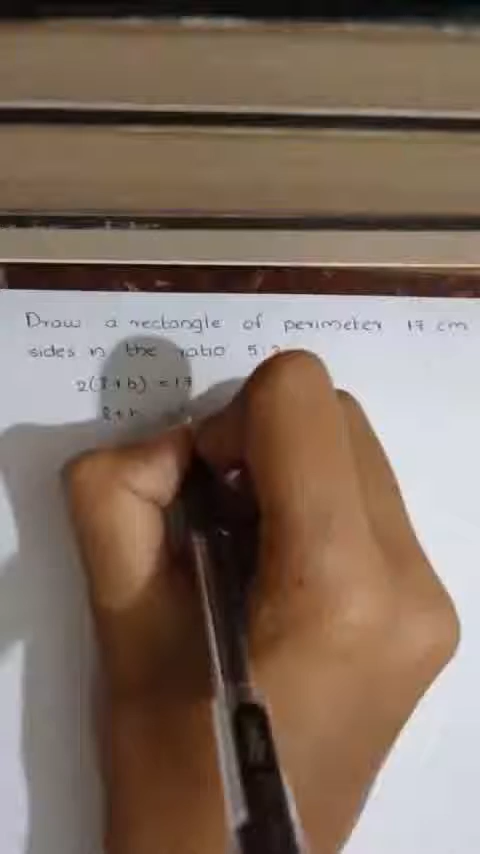 Draw a rectangle of perimeter 17 cm
sides in the ratio 5:
2(l+b) = 17
l+b